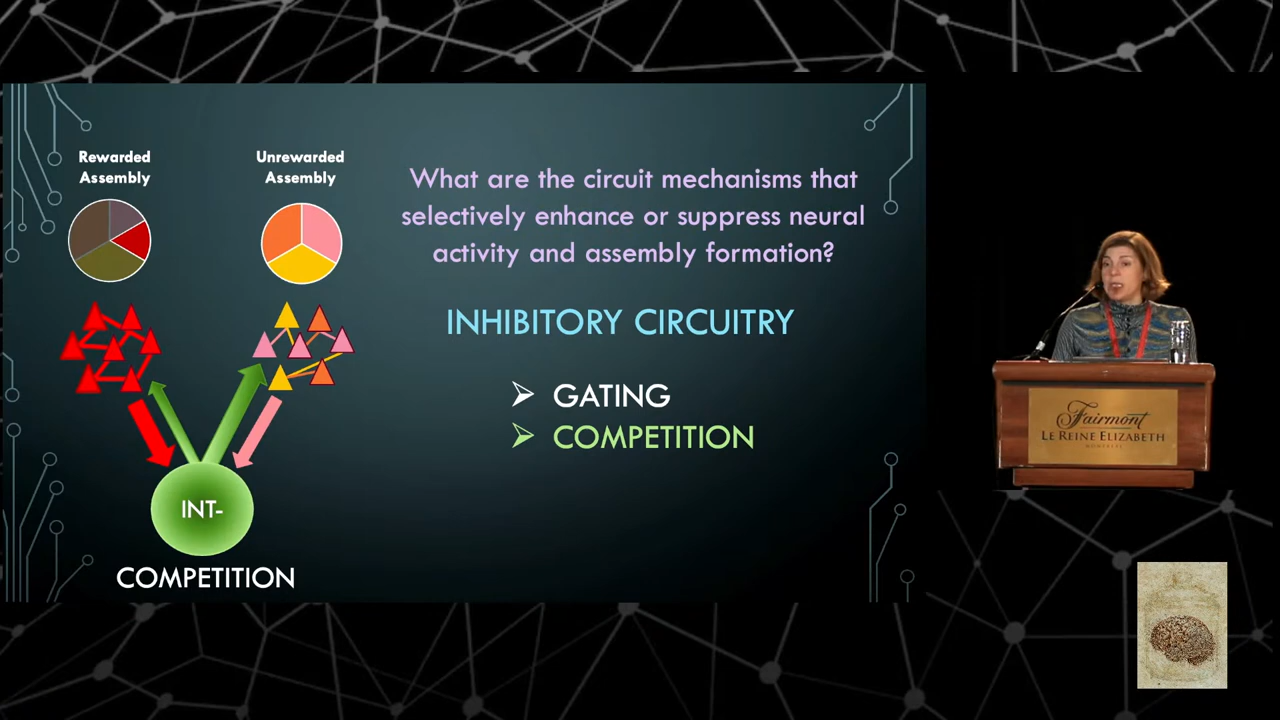 Rewarded
Assembly
Unrewarded
Assembly
What are the circuit mechanisms that
selectively enhance or suppress neural
activity and assembly formation?
INHIBITORY CIRCUITRY
GATING
COMPETITION
INT-
COMPETITION
Fairmont
LE REINE ELIZABETH
MONTRÉAL